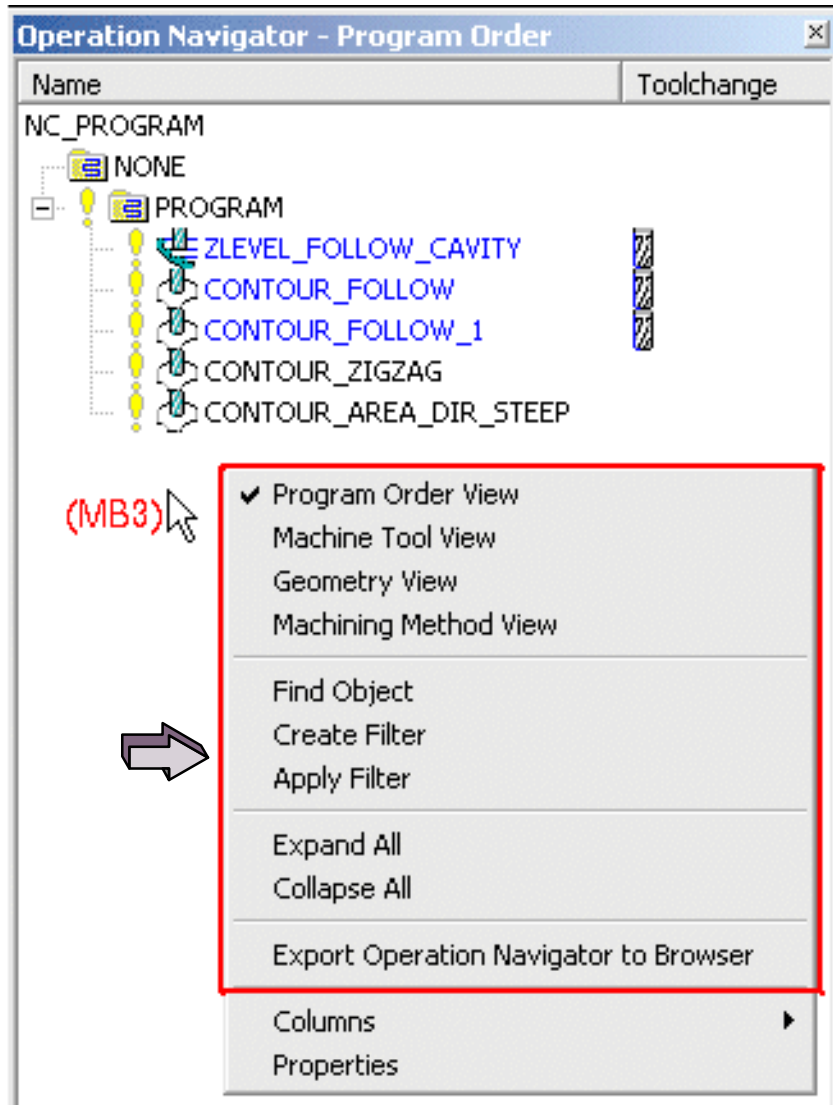 Operation Navigator - Program Order
Name Toolchange
NC_PROGRAM
NONE
PROGRAM
ZLEVEL_FOLLOW_CAVITY
CONTOUR_FOLLOW
CONTOUR_FOLLOW_1
CONTOUR_ZIGZAG
CONTOUR_AREA_DIR_STEEP
(MB3)
Program Order View
Machine Tool View
Geometry View
Machining Method View
Find Object
Create Filter
Apply Filter
Expand All
Collapse All
Export Operation Navigator to Browser
Columns
Properties